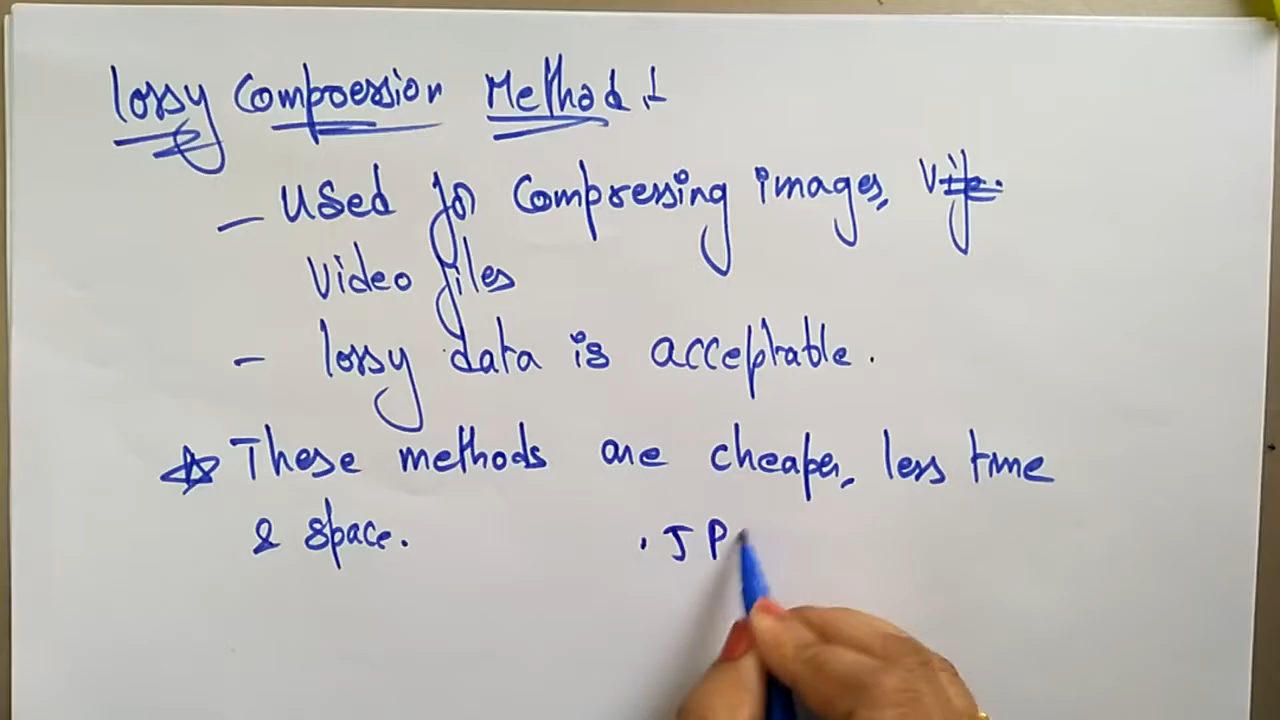 lossy Compression Methods
- Used for Compressing images,
Video files
- lossy data is acceptable.
☆ These methods are cheaper, less time
& space. . JP